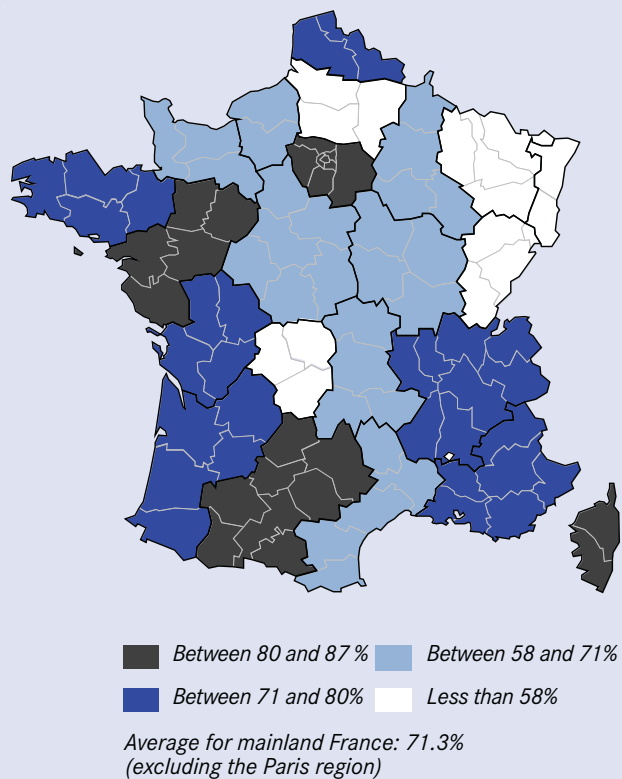 Between 80 and 87 %
Between 58 and 71%
Between 71 and 80%
Less than 58%
Average for mainland France: 71.3%
(excluding the Paris region)